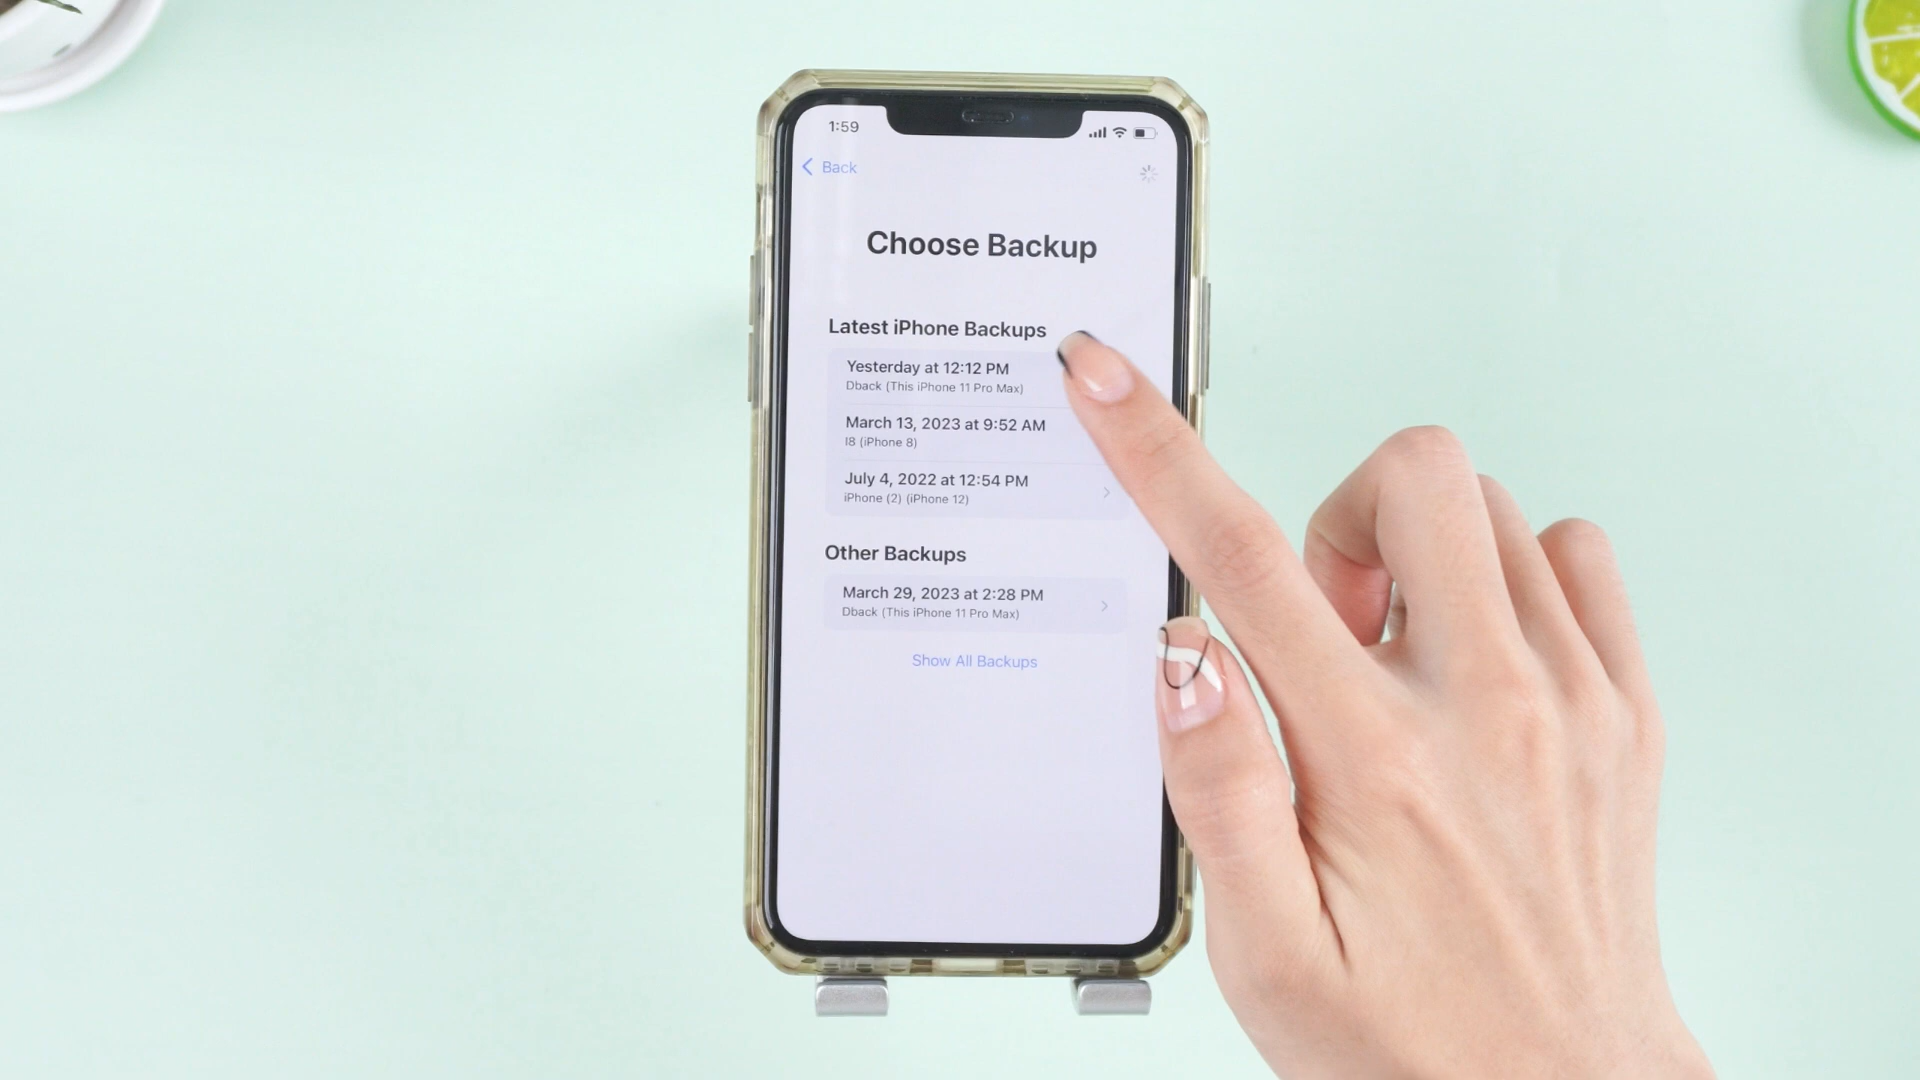 1:59
Back
Choose Backup
Latest iPhone Backups
Yesterday at 12:12 PM
Dback (This iPhone 11 Pro Max)
March 13, 2023 at 9:52 AM
I8 (iPhone 8)
July 4, 2022 at 12:54 PM
iPhone (2) (iPhone 12)
Other Backups
March 29, 2023 at 2:28 PM
Dback (This iPhone 11 Pro Max)
Show All Backups